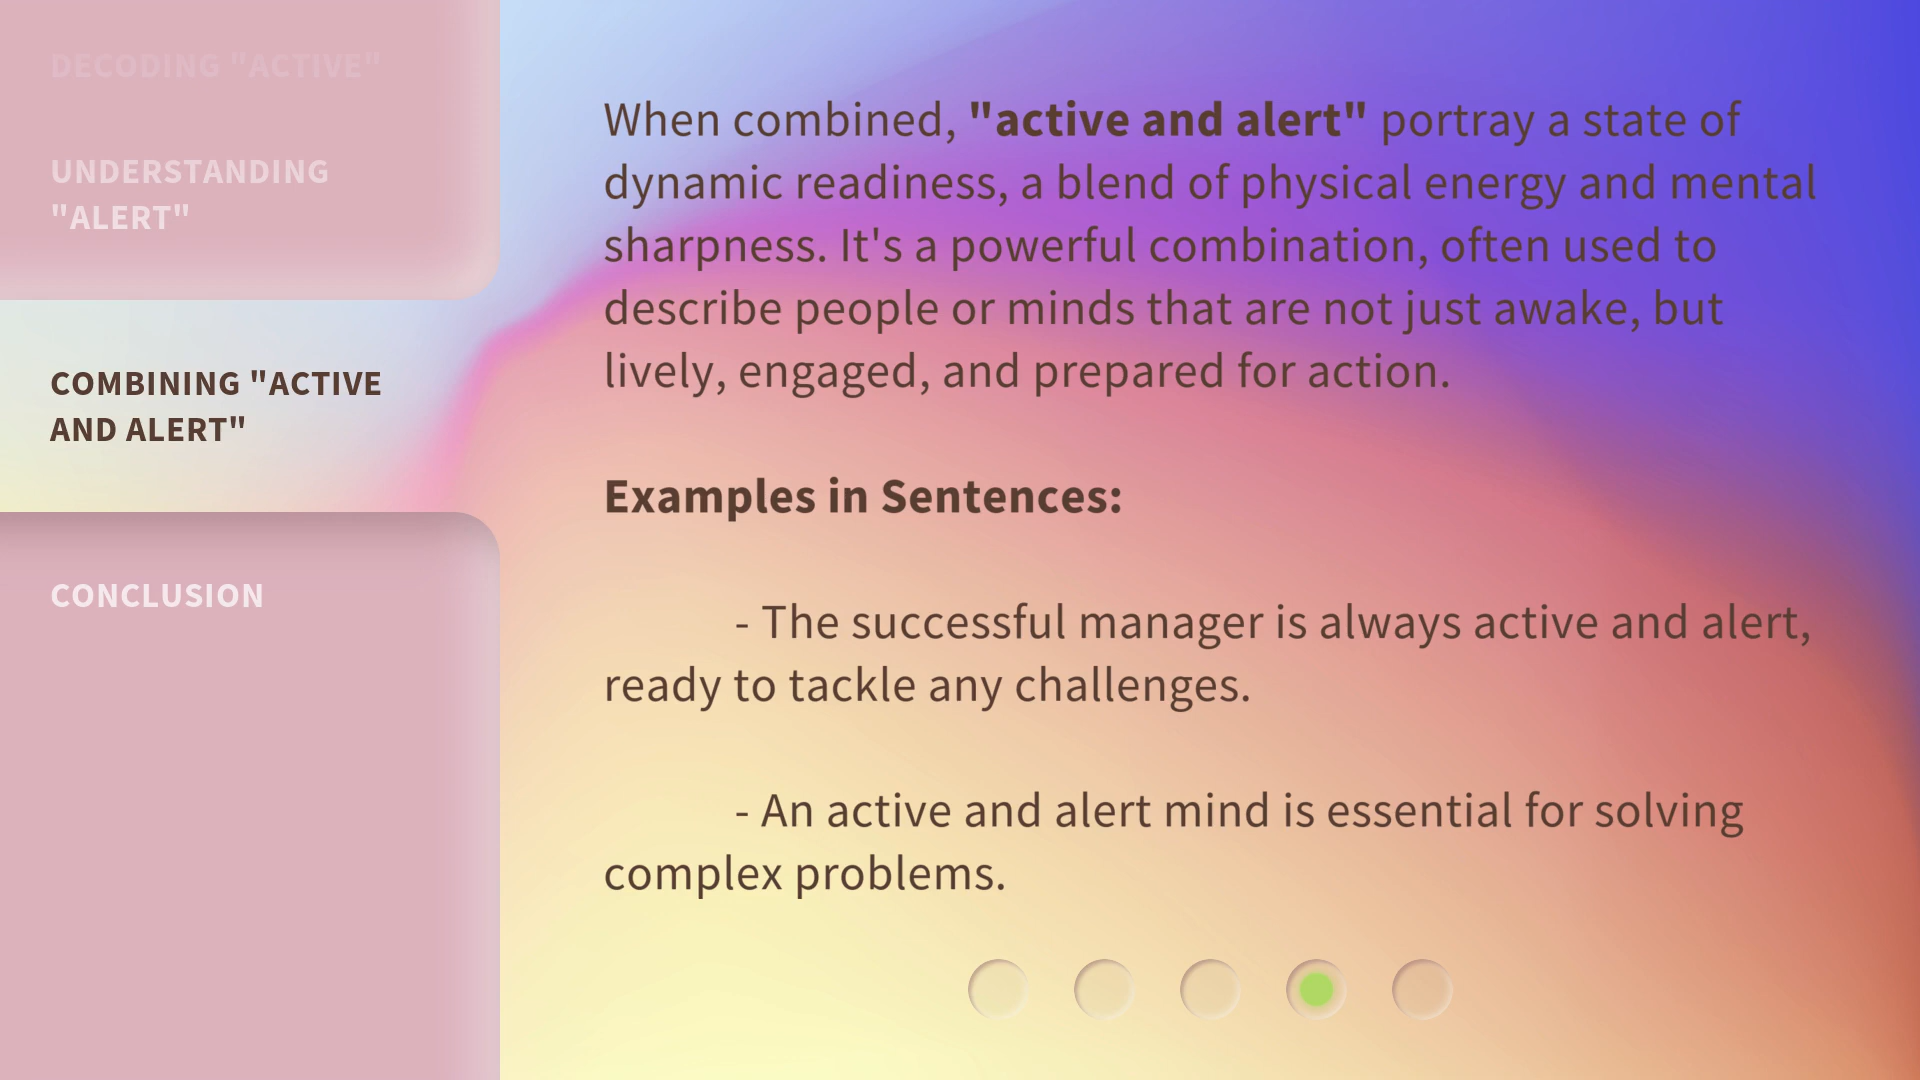 DECODING "ACTIVE"
UNDERSTANDING
"ALERT"
COMBINING "ACTIVE
AND ALERT"
CONCLUSION
When combined, "active and alert" portray a state of
dynamic readiness, a blend of physical energy and mental
sharpness. It's a powerful combination, often used to
describe people or minds that are not just awake, but
lively, engaged, and prepared for action.
Examples in Sentences:
- The successful manager is always active and alert,
ready to tackle any challenges.
- An active and alert mind is essential for solving
complex problems.